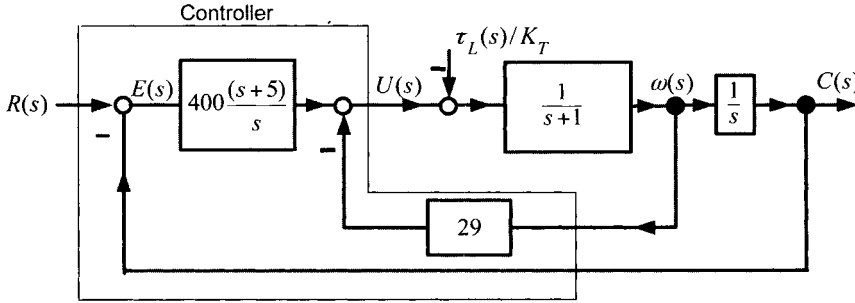 Controller
τ_L(s)/K_T
R(s)
E(s)
400 (s+5)/s
U(s)
1/(s+1)
ω(s)
1/s
C(s)
29